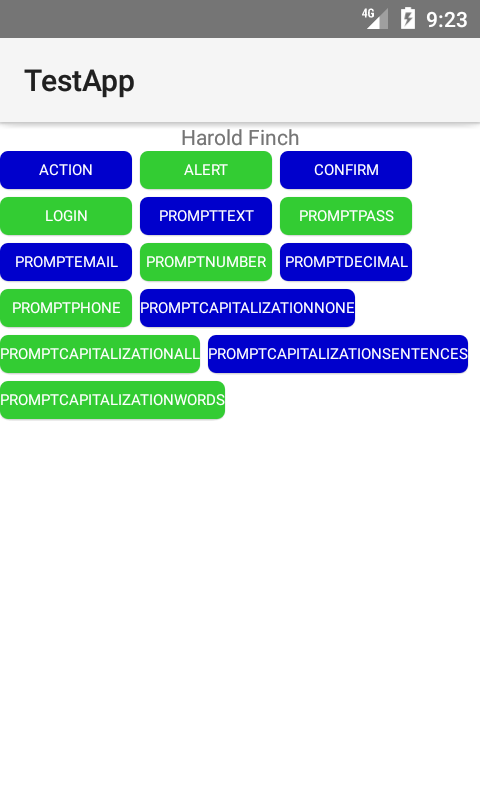 4G 9:23
TestApp
Harold Finch
ACTION ALERT CONFIRM
LOGIN PROMPTTEXT PROMPTPASS
PROMPTEMAIL PROMPTNUMBER PROMPTDECIMAL
PROMPTPHONE PROMPTCAPITALIZATIONNONE
PROMPTCAPITALIZATIONALL PROMPTCAPITALIZATIONSENTENCES
PROMPTCAPITALIZATIONWORDS